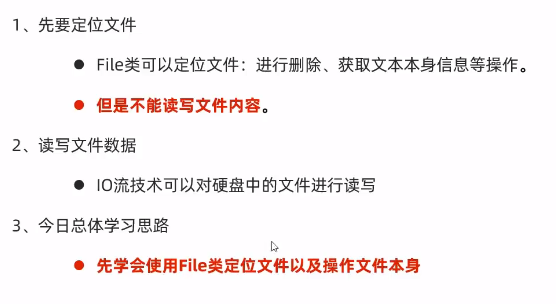 1、先要定位文件
● File类可以定位文件：进行删除、获取文本本身信息等操作。
● 但是不能读写文件内容。
2、读写文件数据
● IO流技术可以对硬盘中的文件进行读写
3、今日总体学习思路
● 先学会使用File类定位文件以及操作文件本身